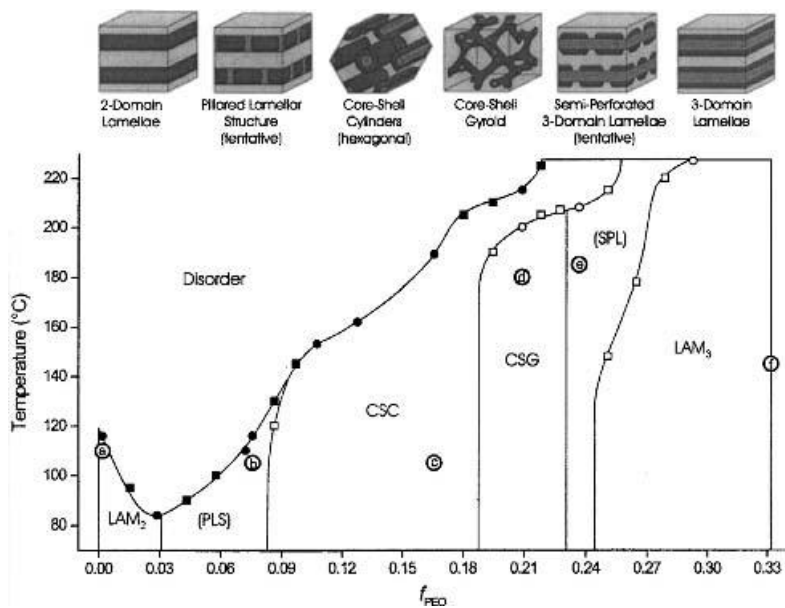 2-Domain
Lamellae
Pillared Lamellar
Structure
(tentative)
Core-Shell
Cylinders
(hexagonal)
Core-Shell
Gyroid
Semi-Perforated
3-Domain Lamellae
(tentative)
3-Domain
Lamellae
Temperature (°C)
220
200
180
160
140
120
100
80
Disorder
(SPL)
LAM3
CSG
CSC
LAM2
(PLS)
a
b
c
d
e
f
0.00 0.03 0.06 0.09 0.12 0.15 0.18 0.21 0.24 0.27 0.30 0.33
fPEO